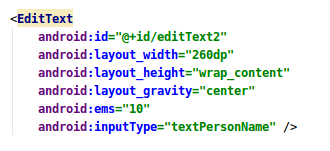 <EditText
android:id="@+id/editText2"
android:layout_width="260dp"
android:layout_height="wrap_content"
android:layout_gravity="center"
android:ems="10"
android:inputType="textPersonName" />